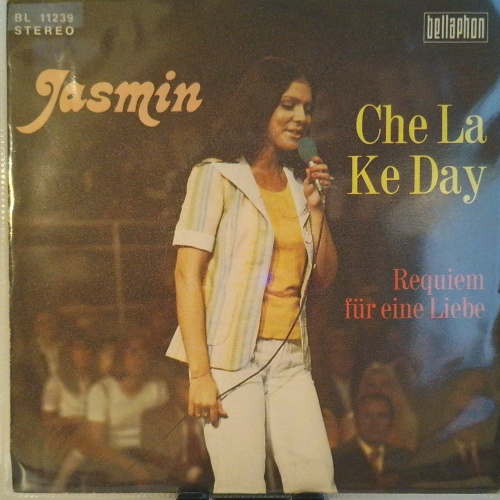 BL 11239
STEREO
bellaphon
Jasmin
Che La
Ke Day
Requiem
für eine Liebe